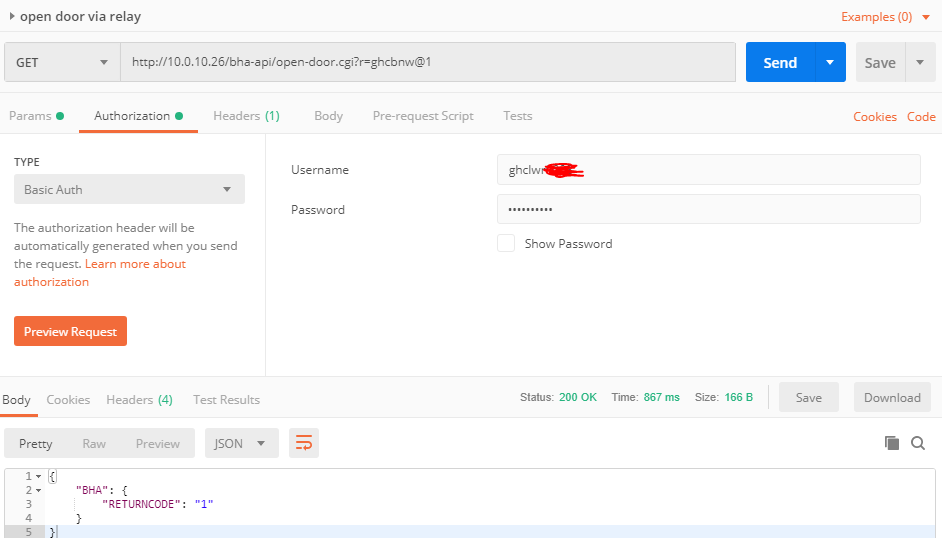 open door via relay
Examples (0)
GET
http://10.0.10.26/bha-api/open-door.cgi?r=ghcbnw@1
Send
Save
Params
Authorization
Headers (1)
Body
Pre-request Script
Tests
Cookies
Code
TYPE
Basic Auth
The authorization header will be
automatically generated when you send
the request. Learn more about
authorization
Preview Request
Username
Password
••••••••••
Show Password
Body
Cookies
Headers (4)
Test Results
Status: 200 OK
Time: 867 ms
Size: 166 B
Save
Download
Pretty
Raw
Preview
JSON
1 {
2 "BHA": {
3 "RETURNCODE": "1"
4 }
5 }